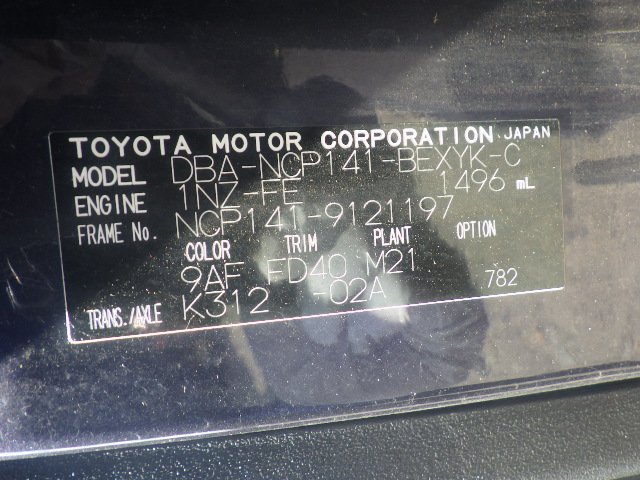 TOYOTA MOTOR CORPORATION JAPAN
MODEL DBA-NCP141-BEXYK-C
ENGINE 1NZ-FE 1496 mL
FRAME No. NCP141-9121197
COLOR TRIM PLANT OPTION
9AF FD40 M21
TRANS./AXLE K312 -02A 782